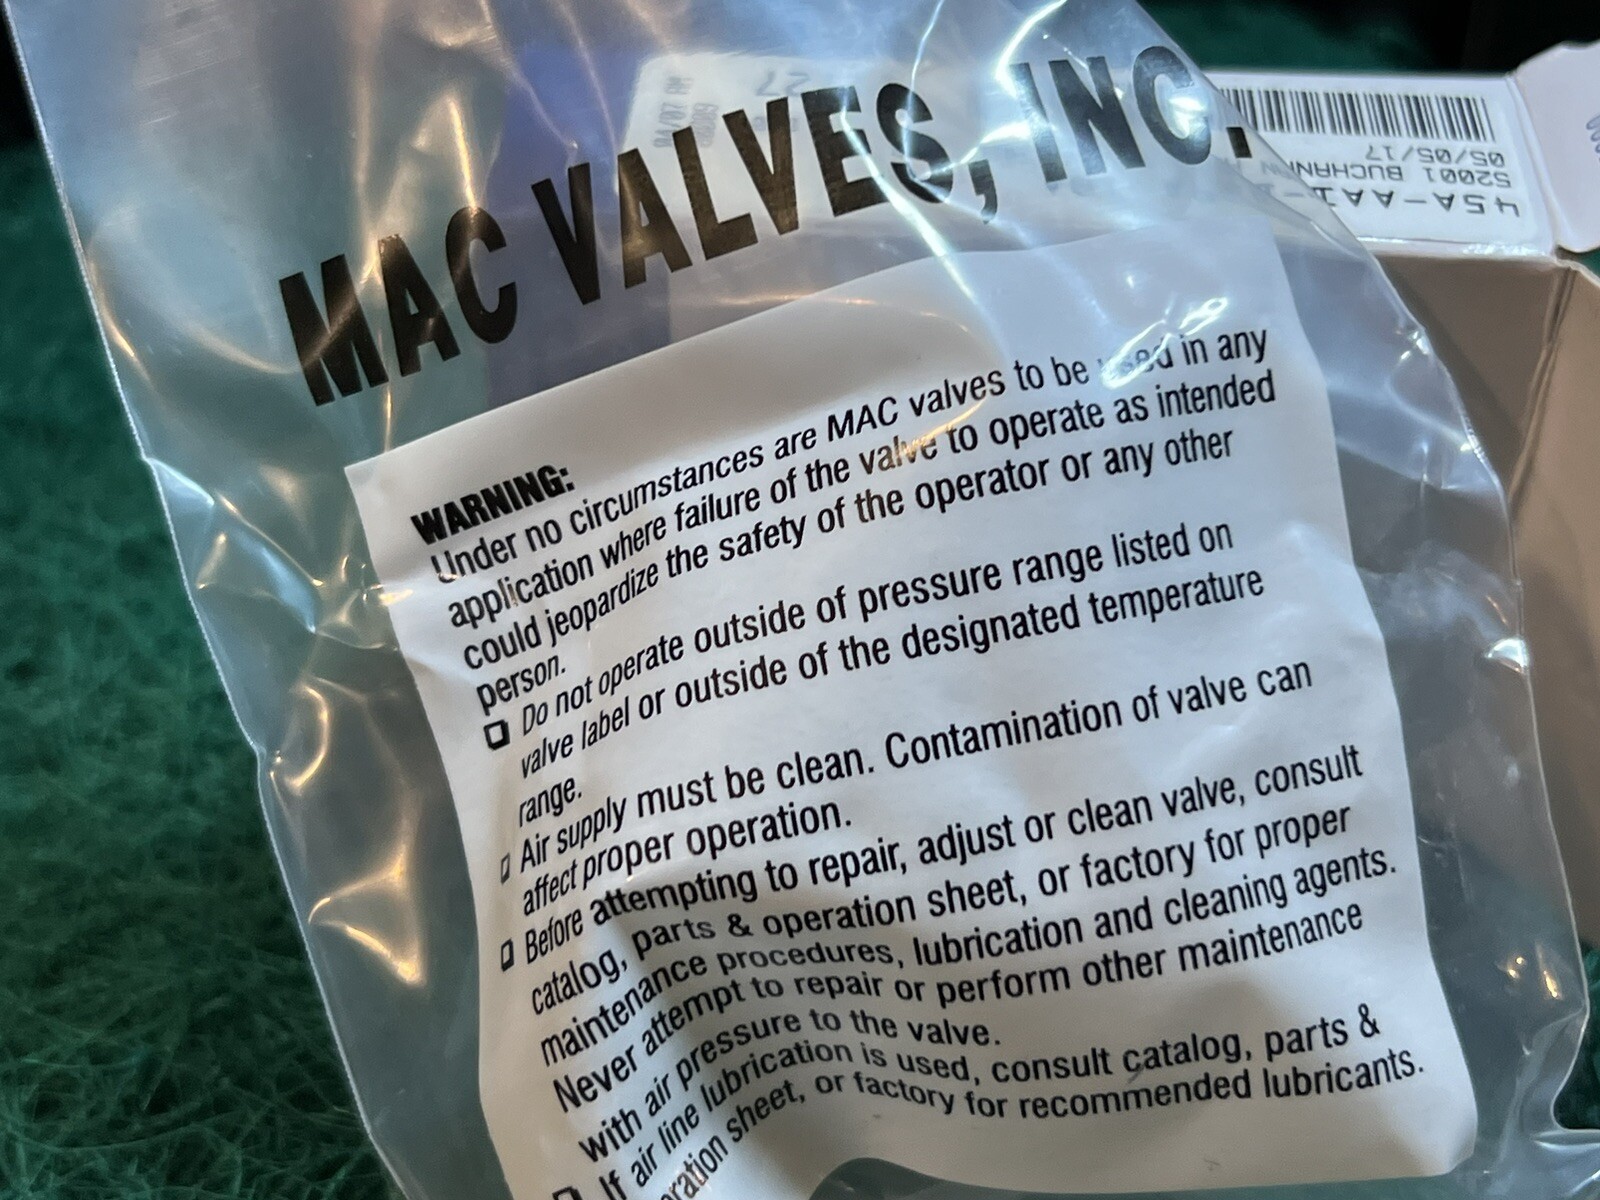 MAC VALVES, INC.
WARNING:
Under no circumstances are MAC valves to be used in any
application where failure of the valve to operate as intended
could jeopardize the safety of the operator or any other
person.
❑ Do not operate outside of pressure range listed on
valve label or outside of the designated temperature
range.
❑ Air supply must be clean. Contamination of valve can
affect proper operation.
❑ Before attempting to repair, adjust or clean valve, consult
catalog, parts & operation sheet, or factory for proper
maintenance procedures, lubrication and cleaning agents.
Never attempt to repair or perform other maintenance
with air pressure to the valve.
❑ If air line lubrication is used, consult catalog, parts &
eration sheet, or factory for recommended lubricants.
45A-AA1-
52001 BUCHANAN
05/05/17